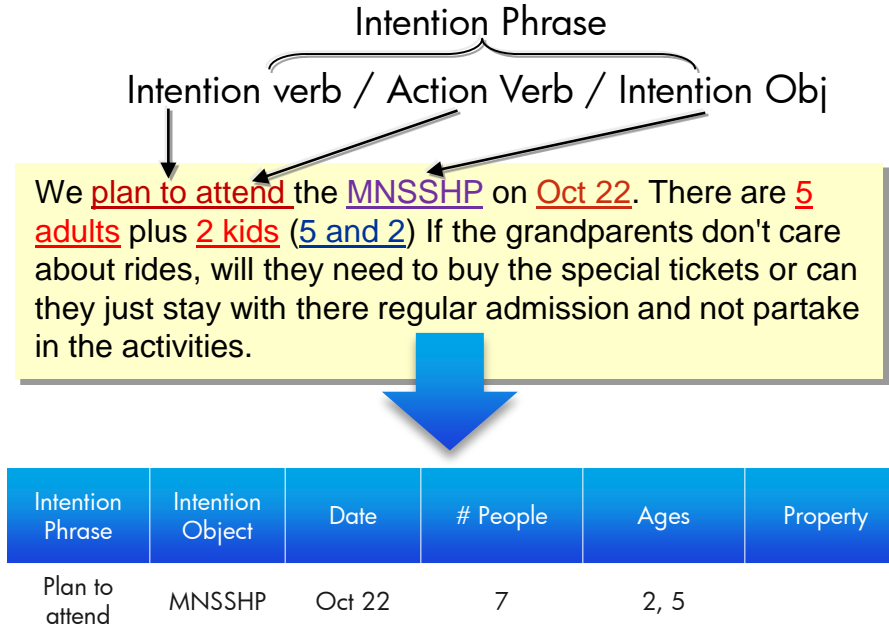 Intention Phrase
Intention verb / Action Verb / Intention Obj
We plan to attend the MNSSHP on Oct 22. There are 5
adults plus 2 kids (5 and 2) If the grandparents don't care
about rides, will they need to buy the special tickets or can
they just stay with there regular admission and not partake
in the activities.
Intention Phrase Intention Object Date # People Ages Property
Plan to attend MNSSHP Oct 22 7 2, 5